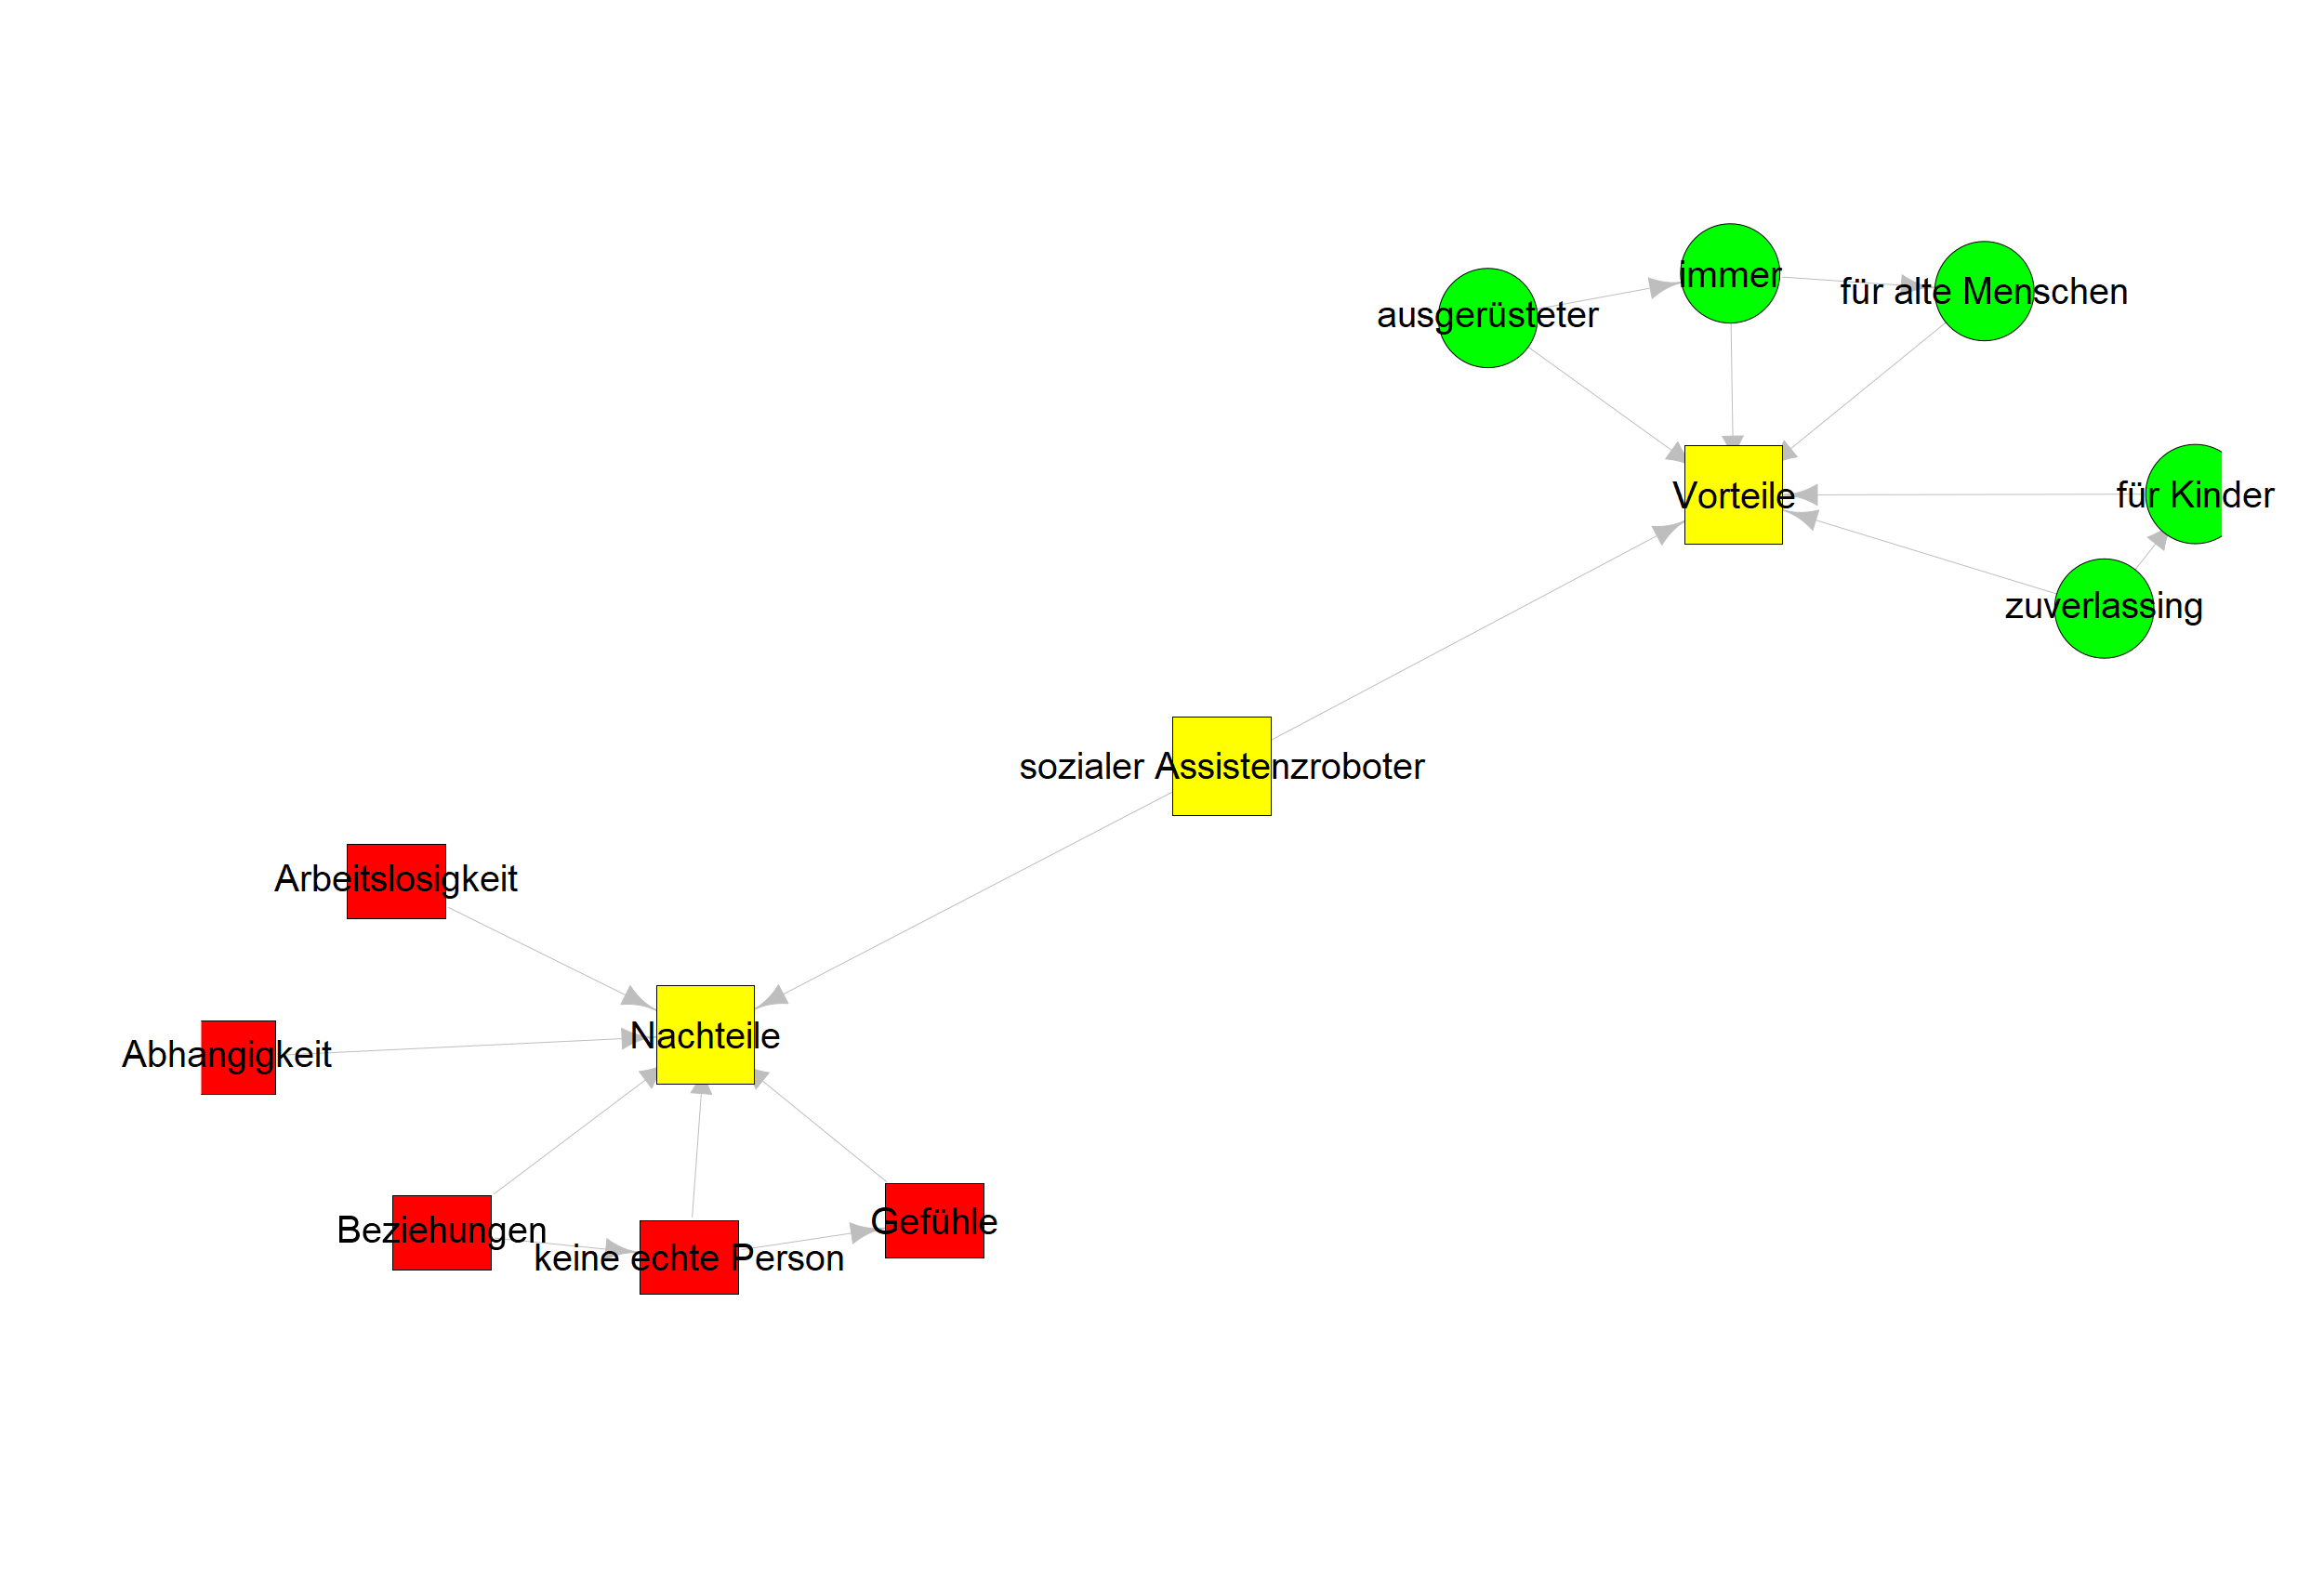 immer
für alte Menschen
ausgerüsteter
Vorteile
für Kinder
zuverlassing
sozialer Assistenzroboter
Arbeitslosigkeit
Nachteile
Abhangigkeit
Gefühle
Beziehungen
keine echte Person